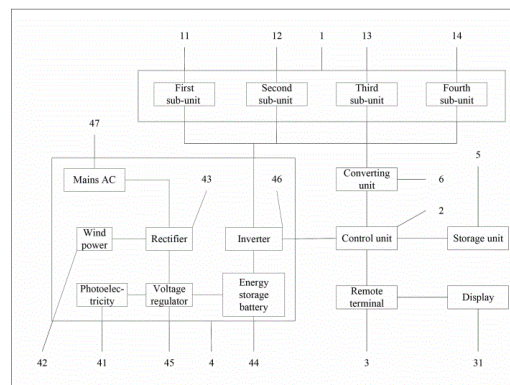 11
12
1
13
14
First
sub-unit
Second
sub-unit
Third
sub-unit
Fourth
sub-unit
47
43
46
5
Mains AC
Converting
unit
6
2
Wind
power
Rectifier
Inverter
Control unit
Storage unit
Photoelec-
tricity
Voltage
regulator
Energy
storage
battery
Remote
terminal
Display
42
41
45
4
44
3
31